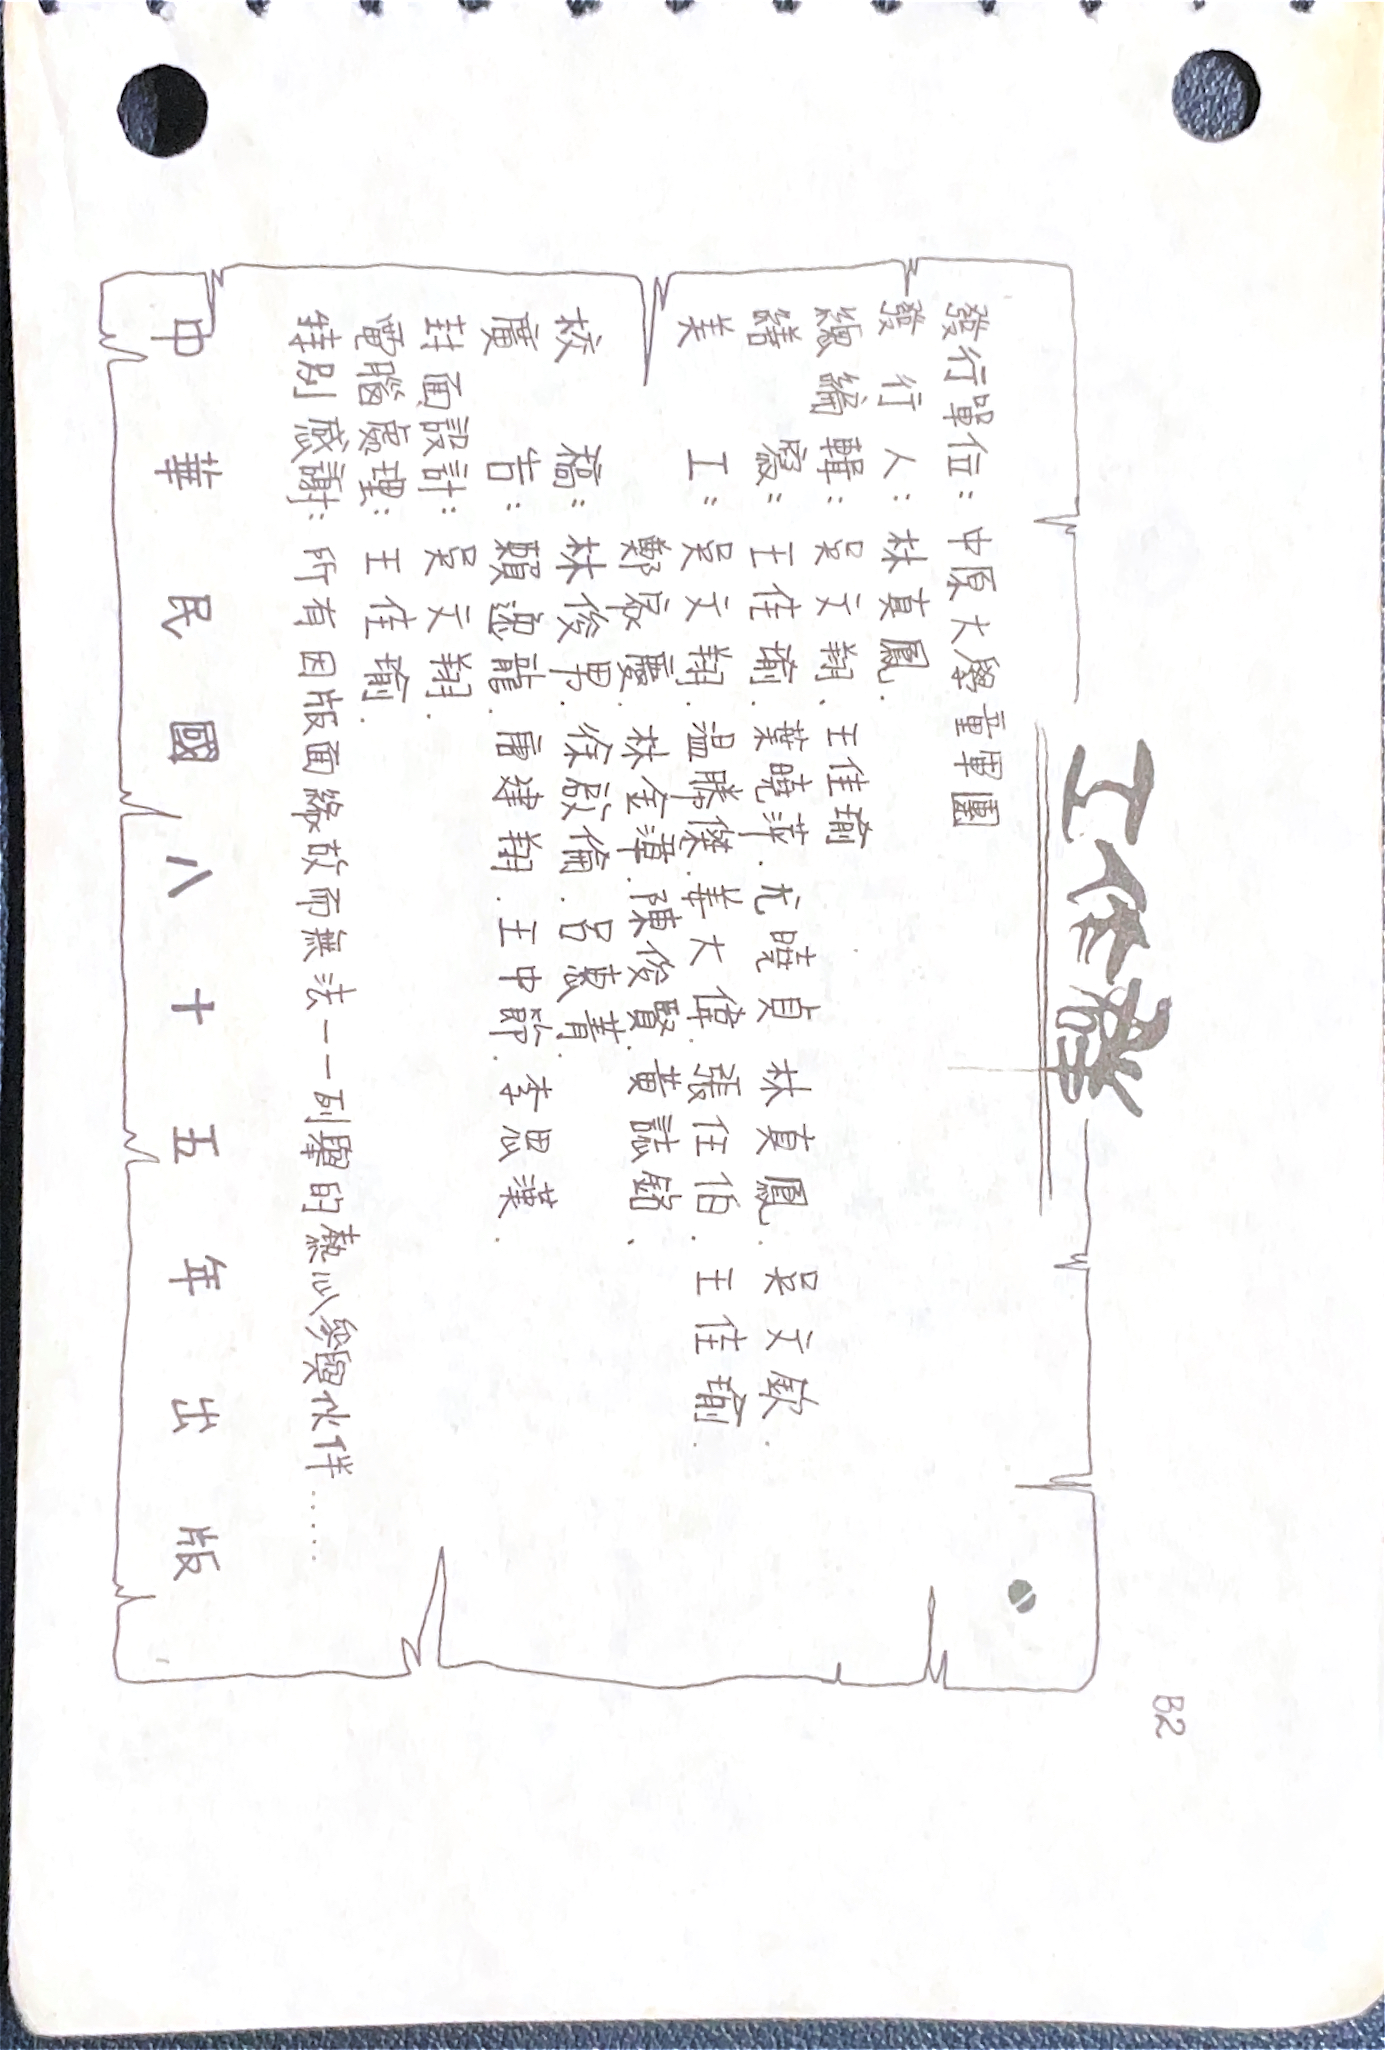 B2
工作群
發行單位：中原大學童軍團
發行人：林真鳳.
總編輯：吳文翔、王佳瑜
繕寫：王佳瑜.葉曉萍.尤曉貞 林真鳳.吳文欽.
美工：吳文翔.温勝傑.姜大偉.張任伯.王佳瑜.
鄭家慶.林金潭.陳俊賢.黃誌銘、
校稿：林俊男.徐啟倫.呂惠菁.
廣告：賴逸龍.唐建翔.王中節.李思漢.
封面設計：吳文翔.
電腦處理：王佳瑜.
特別感謝：所有因版面緣故而無法一一列舉的熱心參與伙伴.....
中華民國八十五年出版